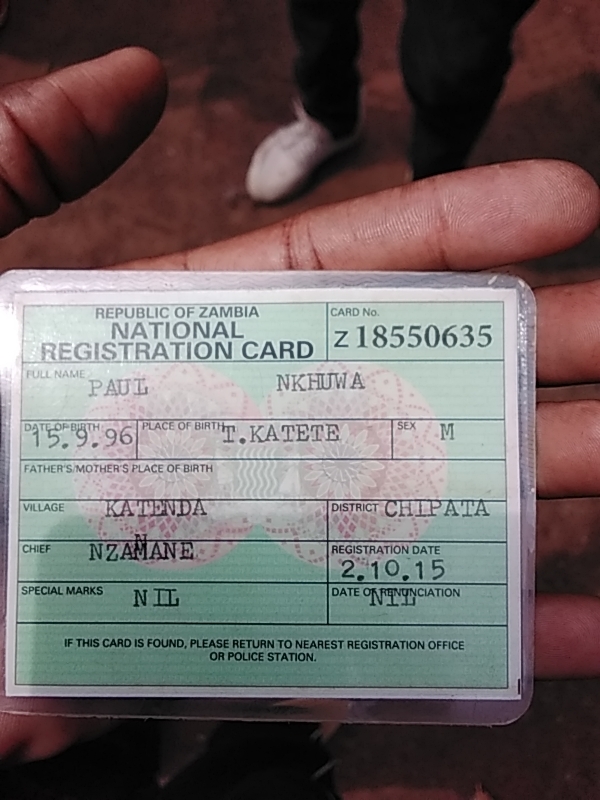 REPUBLIC OF ZAMBIA
NATIONAL
REGISTRATION CARD
CARD No.
Z 18550635
FULL NAME
PAUL NKHUWA
DATE OF BIRTH
15.9.96
PLACE OF BIRTH
T.KATETE
SEX M
FATHER'S/MOTHER'S PLACE OF BIRTH
VILLAGE KATENDA
DISTRICT CHIPATA
CHIEF NZAMANE
REGISTRATION DATE
2.10.15
SPECIAL MARKS NIL
DATE OF RENUNCIATION
NIL
IF THIS CARD IS FOUND, PLEASE RETURN TO NEAREST REGISTRATION OFFICE
OR POLICE STATION.